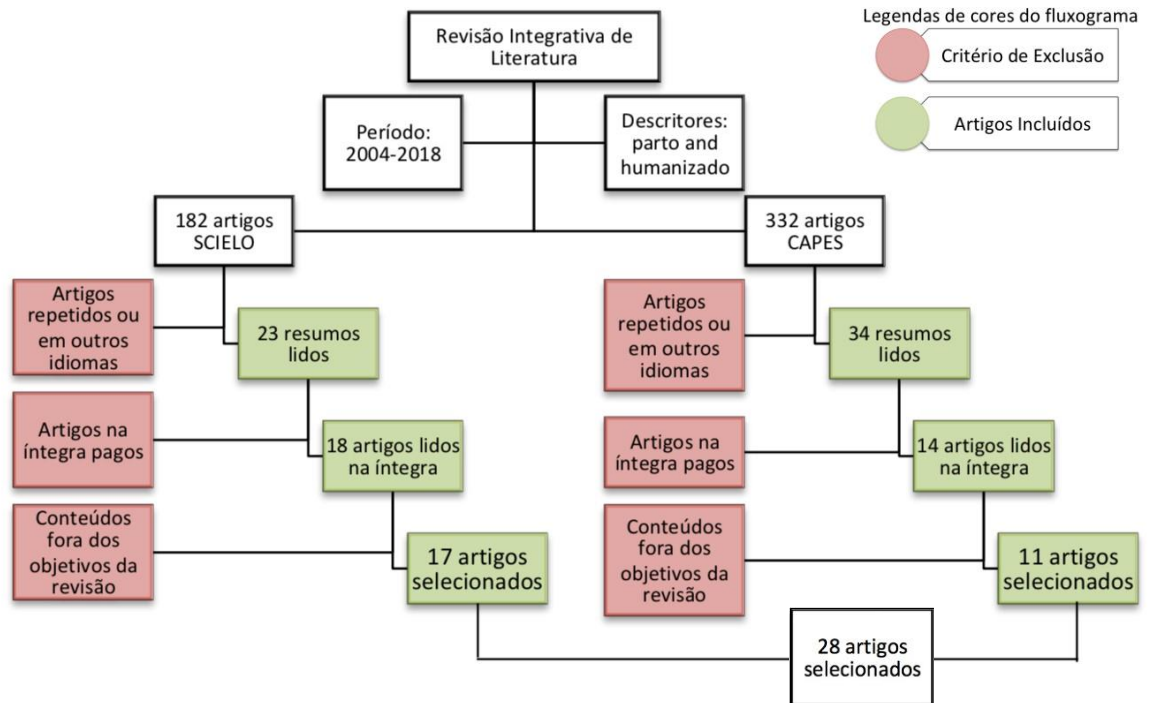 Legendas de cores do fluxograma
Critério de Exclusão
Artigos Incluídos
Revisão Integrativa de
Literatura
Período:
2004-2018
Descritores:
parto and
humanizado
182 artigos
SCIELO
332 artigos
CAPES
Artigos
repetidos ou
em outros
idiomas
23 resumos
lidos
Artigos na
íntegra pagos
18 artigos lidos
na íntegra
Conteúdos
fora dos
objetivos da
revisão
17 artigos
selecionados
Artigos
repetidos ou
em outros
idiomas
34 resumos
lidos
Artigos na
íntegra pagos
14 artigos lidos
na íntegra
Conteúdos
fora dos
objetivos da
revisão
11 artigos
selecionados
28 artigos
selecionados